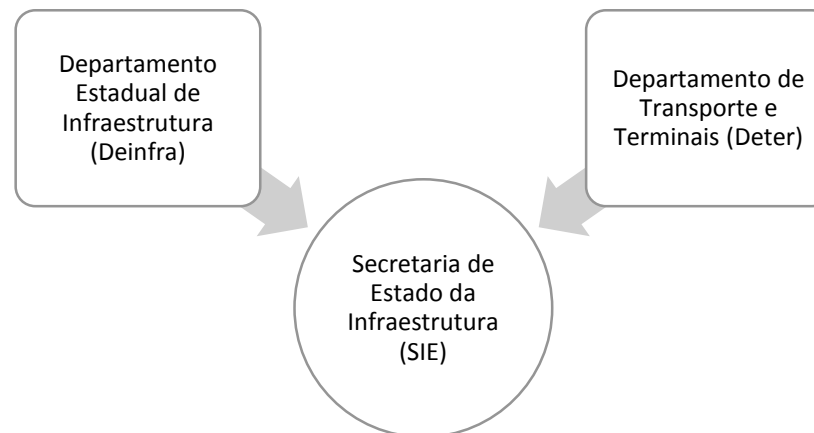 Departamento
Estadual de
Infraestrutura
(Deinfra)
Departamento de
Transporte e
Terminais (Deter)
Secretaria de
Estado da
Infraestrutura
(SIE)